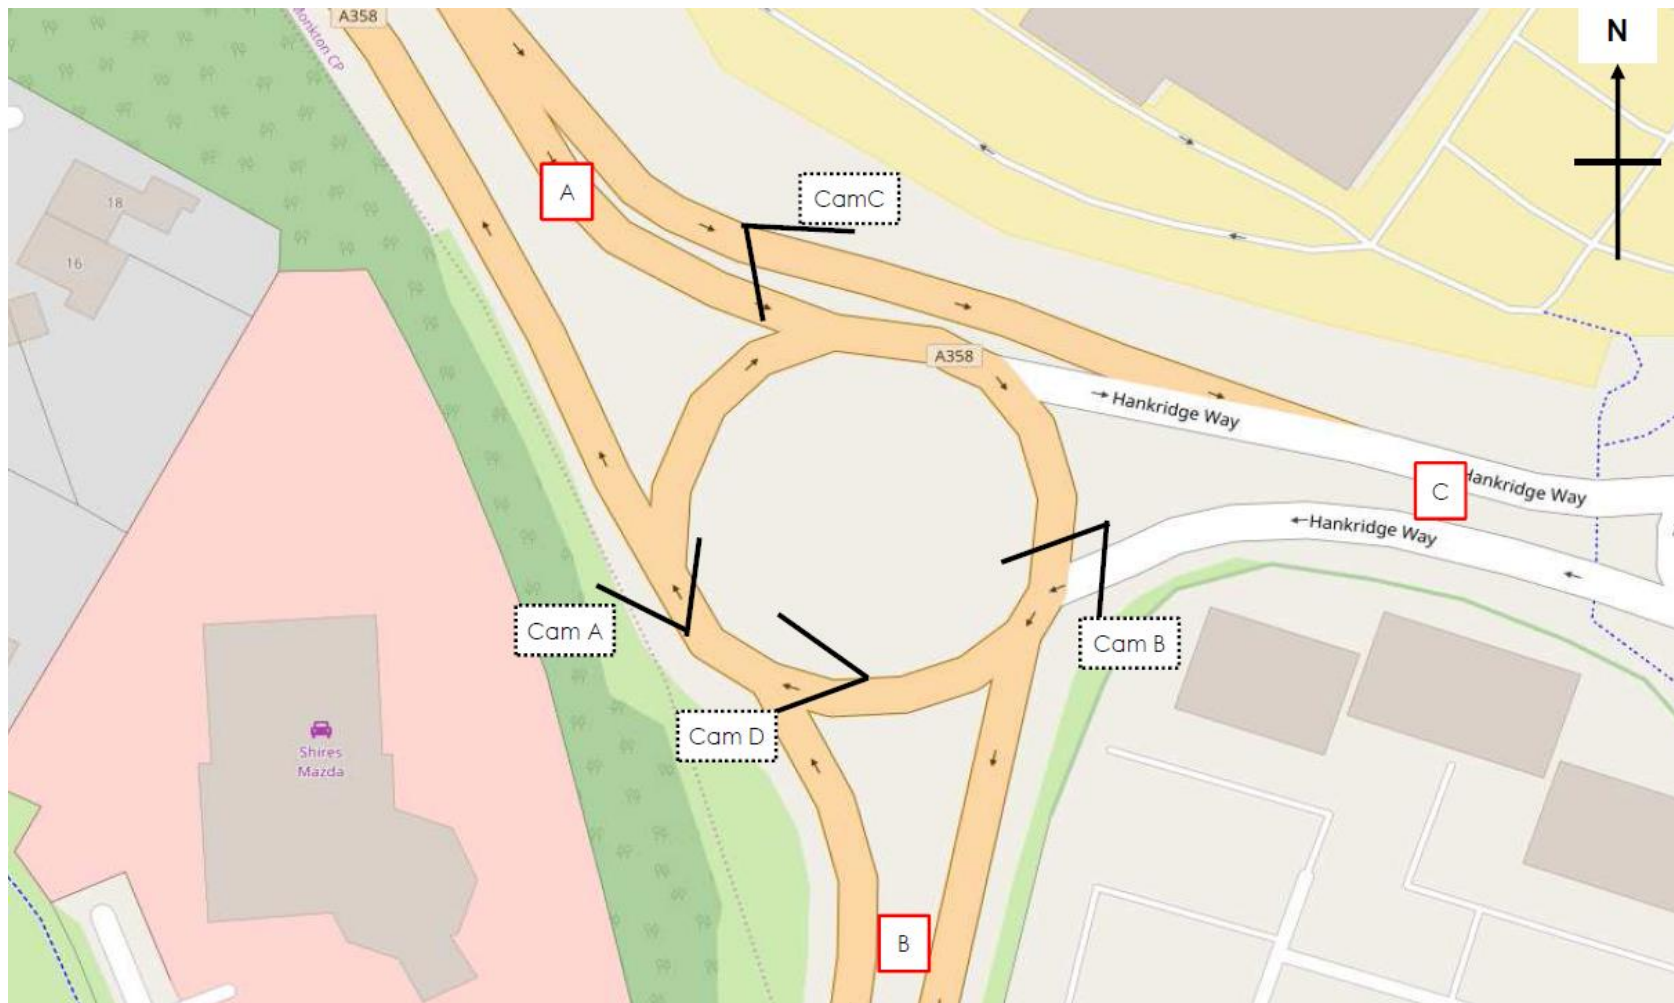 A358
Monkton CP
N
A
CamC
18
16
A358
Hankridge Way
C
Hankridge Way
Hankridge Way
Cam A
Cam B
Cam D
Shires
Mazda
B